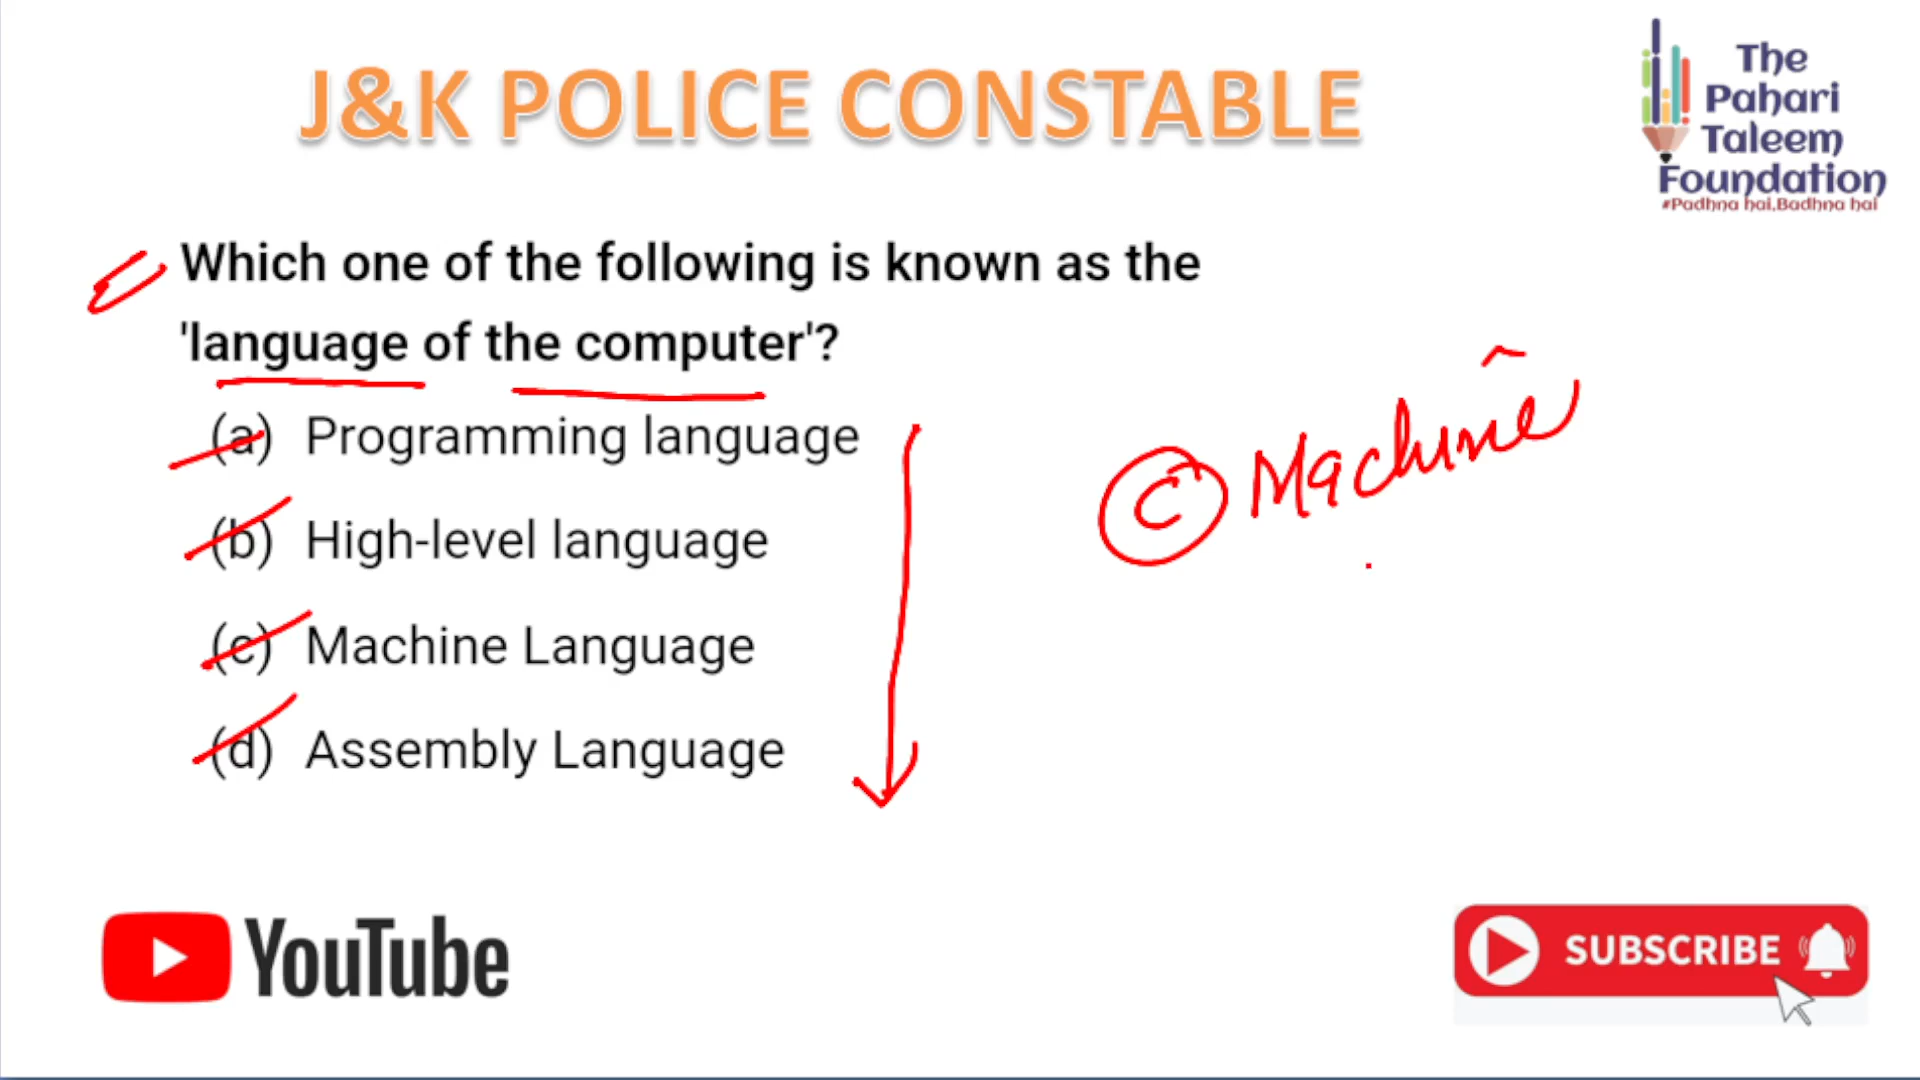 J&K POLICE CONSTABLE
The
Pahari
Taleem
Foundation
#Padhna hai,Badhna hai
Which one of the following is known as the
'language of the computer'?
(a) Programming language
(b) High-level language
(c) Machine Language
(d) Assembly Language
C Machine
YouTube
SUBSCRIBE